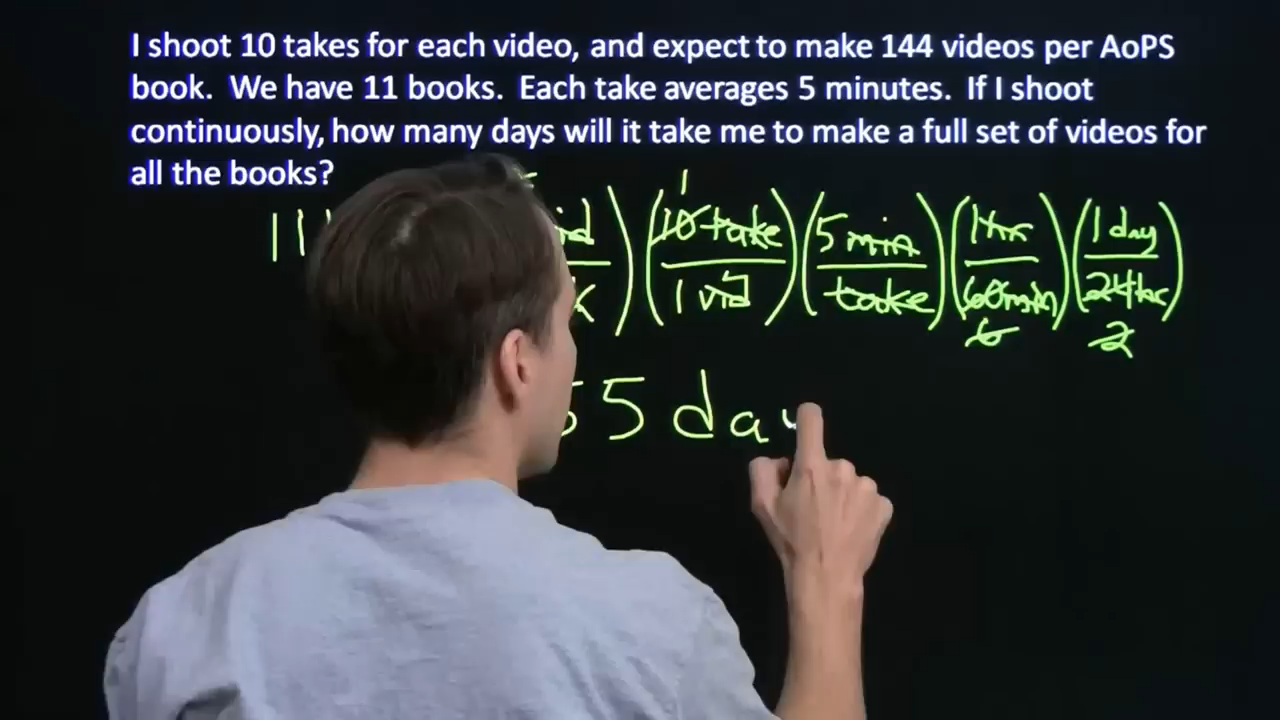 I shoot 10 takes for each video, and expect to make 144 videos per AoPS
book. We have 11 books. Each take averages 5 minutes. If I shoot
continuously, how many days will it take me to make a full set of videos for
all the books?
11 (10 take / 1 vid) (5 min / take) (1 hr / 60 min) (1 day / 24 hr)
1 6 2
55 day